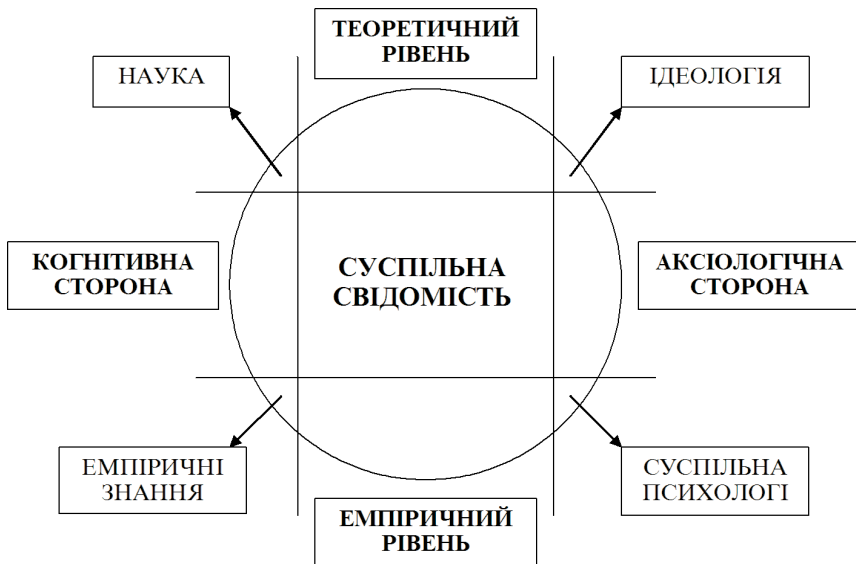 ТЕОРЕТИЧНИЙ
РІВЕНЬ
НАУКА
ІДЕОЛОГІЯ
КОГНІТИВНА
СТОРОНА
СУСПІЛЬНА
СВІДОМІСТЬ
АКСІОЛОГІЧНА
СТОРОНА
ЕМПІРИЧНІ
ЗНАННЯ
СУСПІЛЬНА
ПСИХОЛОГІ
ЕМПІРИЧНИЙ
РІВЕНЬ